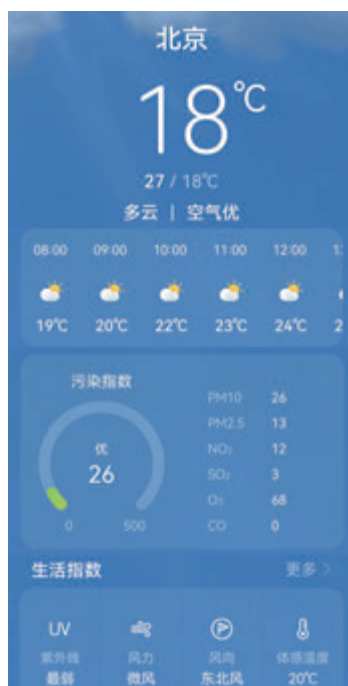 北京
18℃
27 / 18℃
多云 | 空气优
08:00 09:00 10:00 11:00 12:00 1
19℃ 20℃ 22℃ 23℃ 24℃ 2
污染指数
优
26
0 500
PM10 26
PM2.5 13
NO₂ 12
SO₂ 3
O₃ 68
CO 0
生活指数 更多 >
UV
紫外线 风力 风向 体感温度
最弱 微风 东北风 20℃